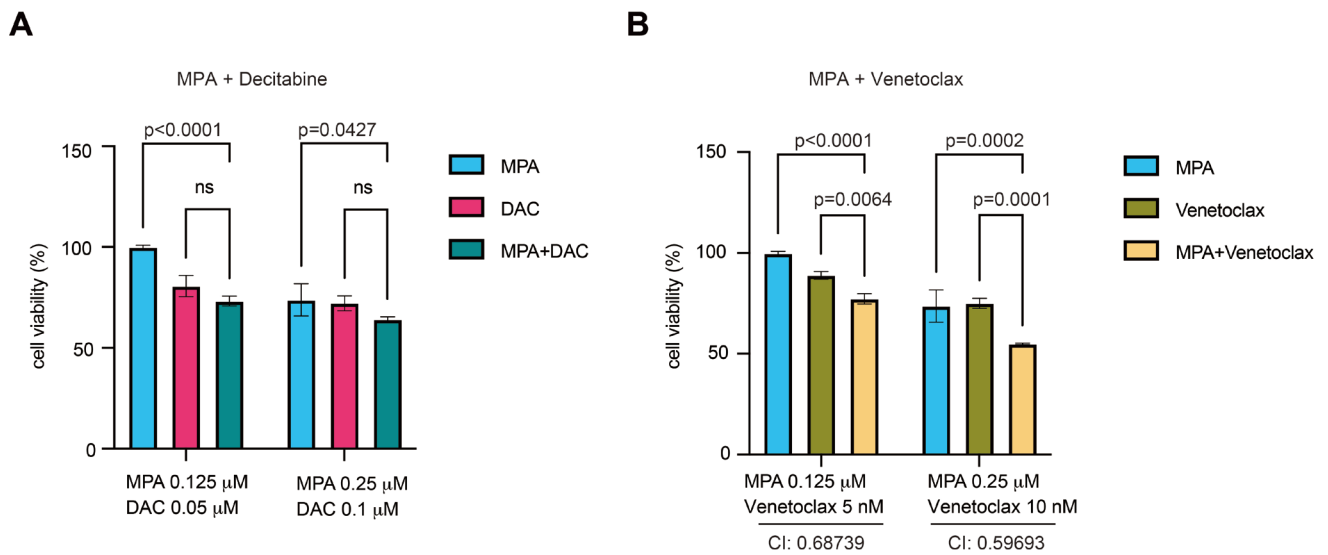 A
MPA + Decitabine
p<0.0001
p=0.0427
ns
ns
150
100
50
0
cell viability (%)
MPA
DAC
MPA+DAC
MPA 0.125 μM
DAC 0.05 μM
MPA 0.25 μM
DAC 0.1 μM
B
MPA + Venetoclax
p<0.0001
p=0.0002
p=0.0064
p=0.0001
150
100
50
0
cell viability (%)
MPA
Venetoclax
MPA+Venetoclax
MPA 0.125 μM
Venetoclax 5 nM
CI: 0.68739
MPA 0.25 μM
Venetoclax 10 nM
CI: 0.59693